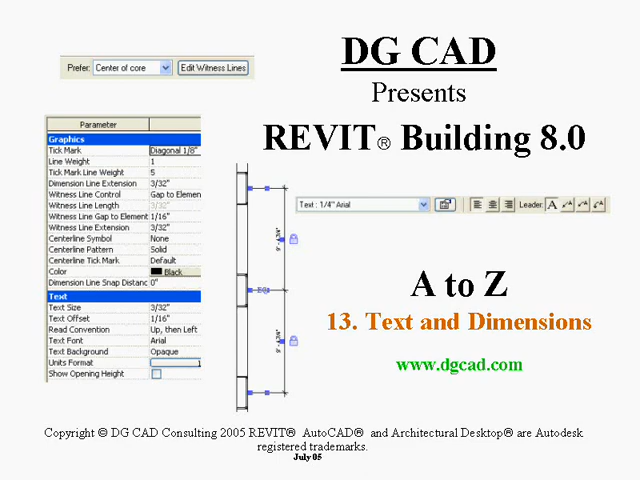 DG CAD
Presents
REVIT® Building 8.0
Prefer: Center of core Edit Witness Lines
Parameter
Graphics
Tick Mark Diagonal 1/8"
Line Weight 1
Tick Mark Line Weight 5
Dimension Line Extension 3/32"
Witness Line Control Gap to Elemen
Witness Line Length 3/32"
Witness Line Gap to Element 1/16"
Witness Line Extension 3/32"
Centerline Symbol None
Centerline Pattern Solid
Centerline Tick Mark Default
Color Black
Dimension Line Snap Distanc 0"
Text
Text Size 3/32"
Text Offset 1/16"
Read Convention Up, then Left
Text Font Arial
Text Background Opaque
Units Format
Show Opening Height
EQ
Text : 1/4" Arial Leader: A
A to Z
13. Text and Dimensions
www.dgcad.com
Copyright © DG CAD Consulting 2005 REVIT® AutoCAD® and Architectural Desktop® are Autodesk
registered trademarks.
July 05